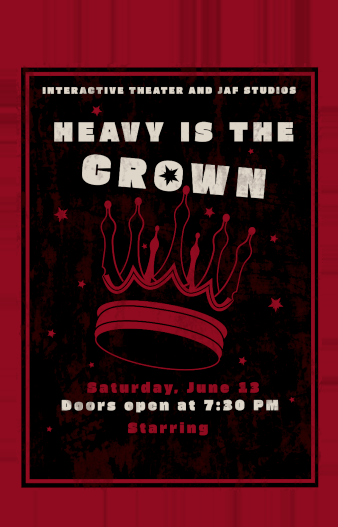 INTERACTIVE THEATER AND JAF STUDIOS
HEAVY IS THE
CROWN
Saturday, June 13
Doors open at 7:30 PM
Starring